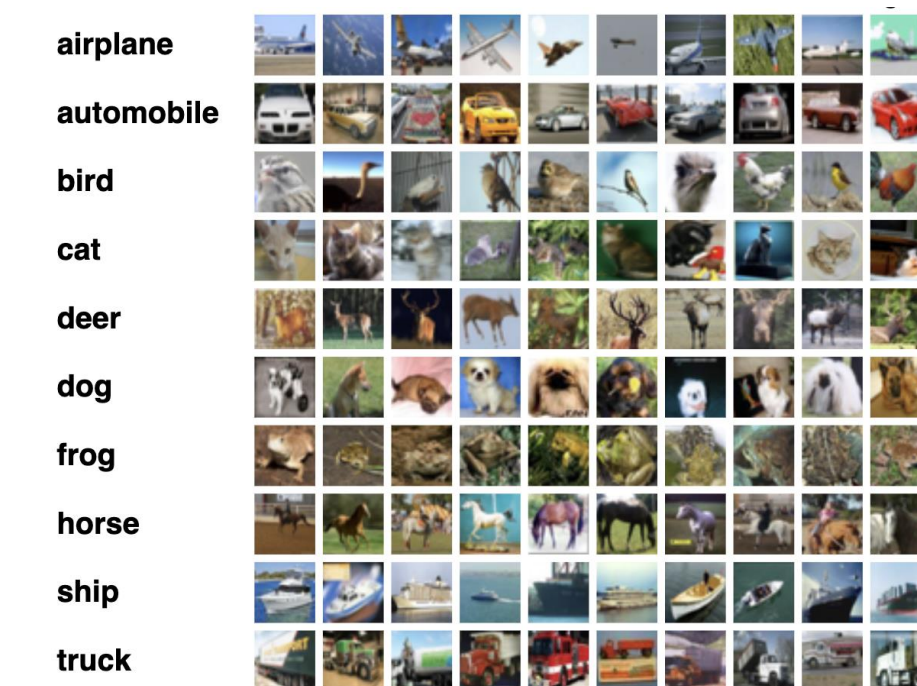 airplane
automobile
bird
cat
deer
dog
frog
horse
ship
truck